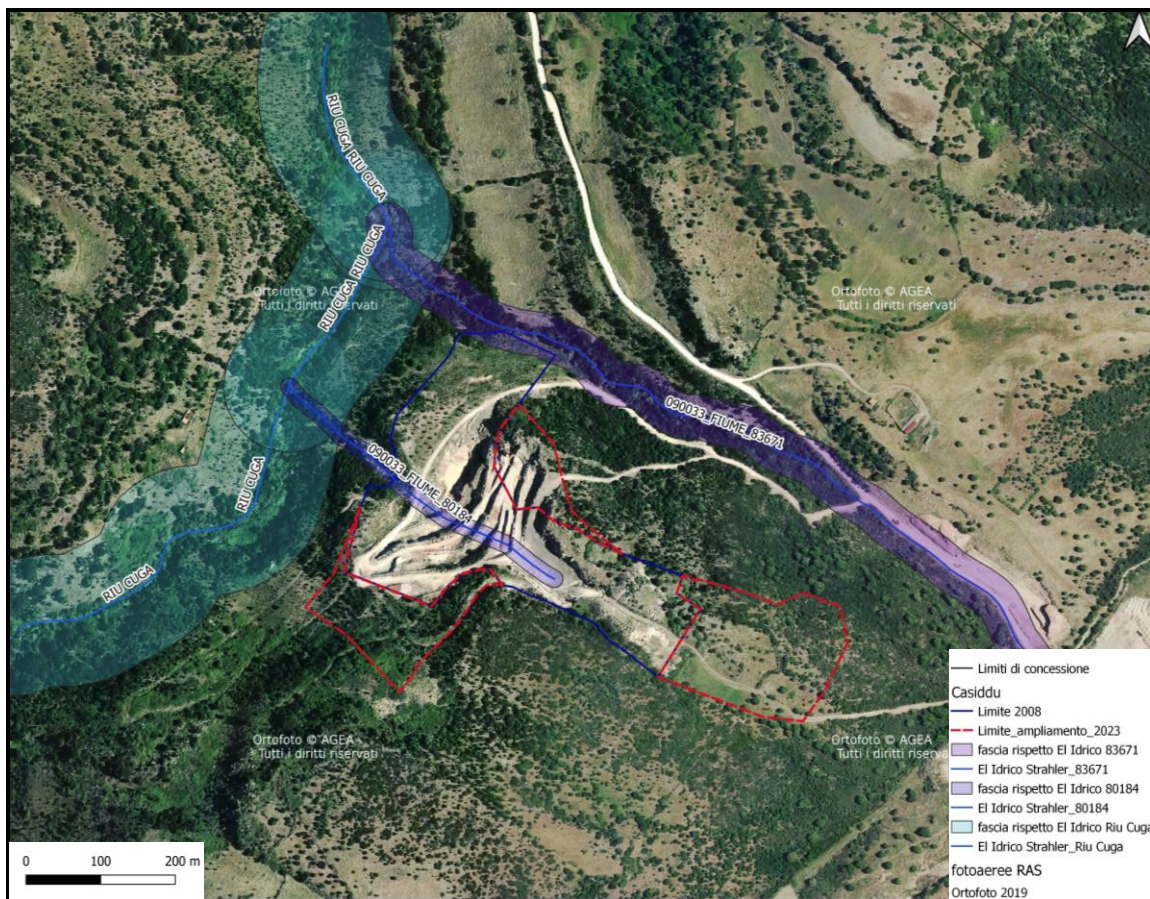 RIU CUGA RIU CUGA
RIU CUGA RIU CUGA
Ortofoto © AGEA
Tutti i diritti riservati
Ortofoto © AGEA
Tutti i diritti riservati
090033_FIUME_83671
090033_FIUME_80184
RIU CUGA
RIU CUGA
Ortofoto © AGEA
Tutti i diritti riservati
Ortofoto © AGEA
Tutti i diritti riservati
Limiti di concessione
Casiddu
Limite 2008
Limite_ampliamento_2023
fascia rispetto El Idrico 83671
El Idrico Strahler_83671
fascia rispetto El Idrico 80184
El Idrico Strahler_80184
fascia rispetto El Idrico Riu Cuga
El Idrico Strahler_Riu Cuga
fotoaeree RAS
Ortofoto 2019
0 100 200 m